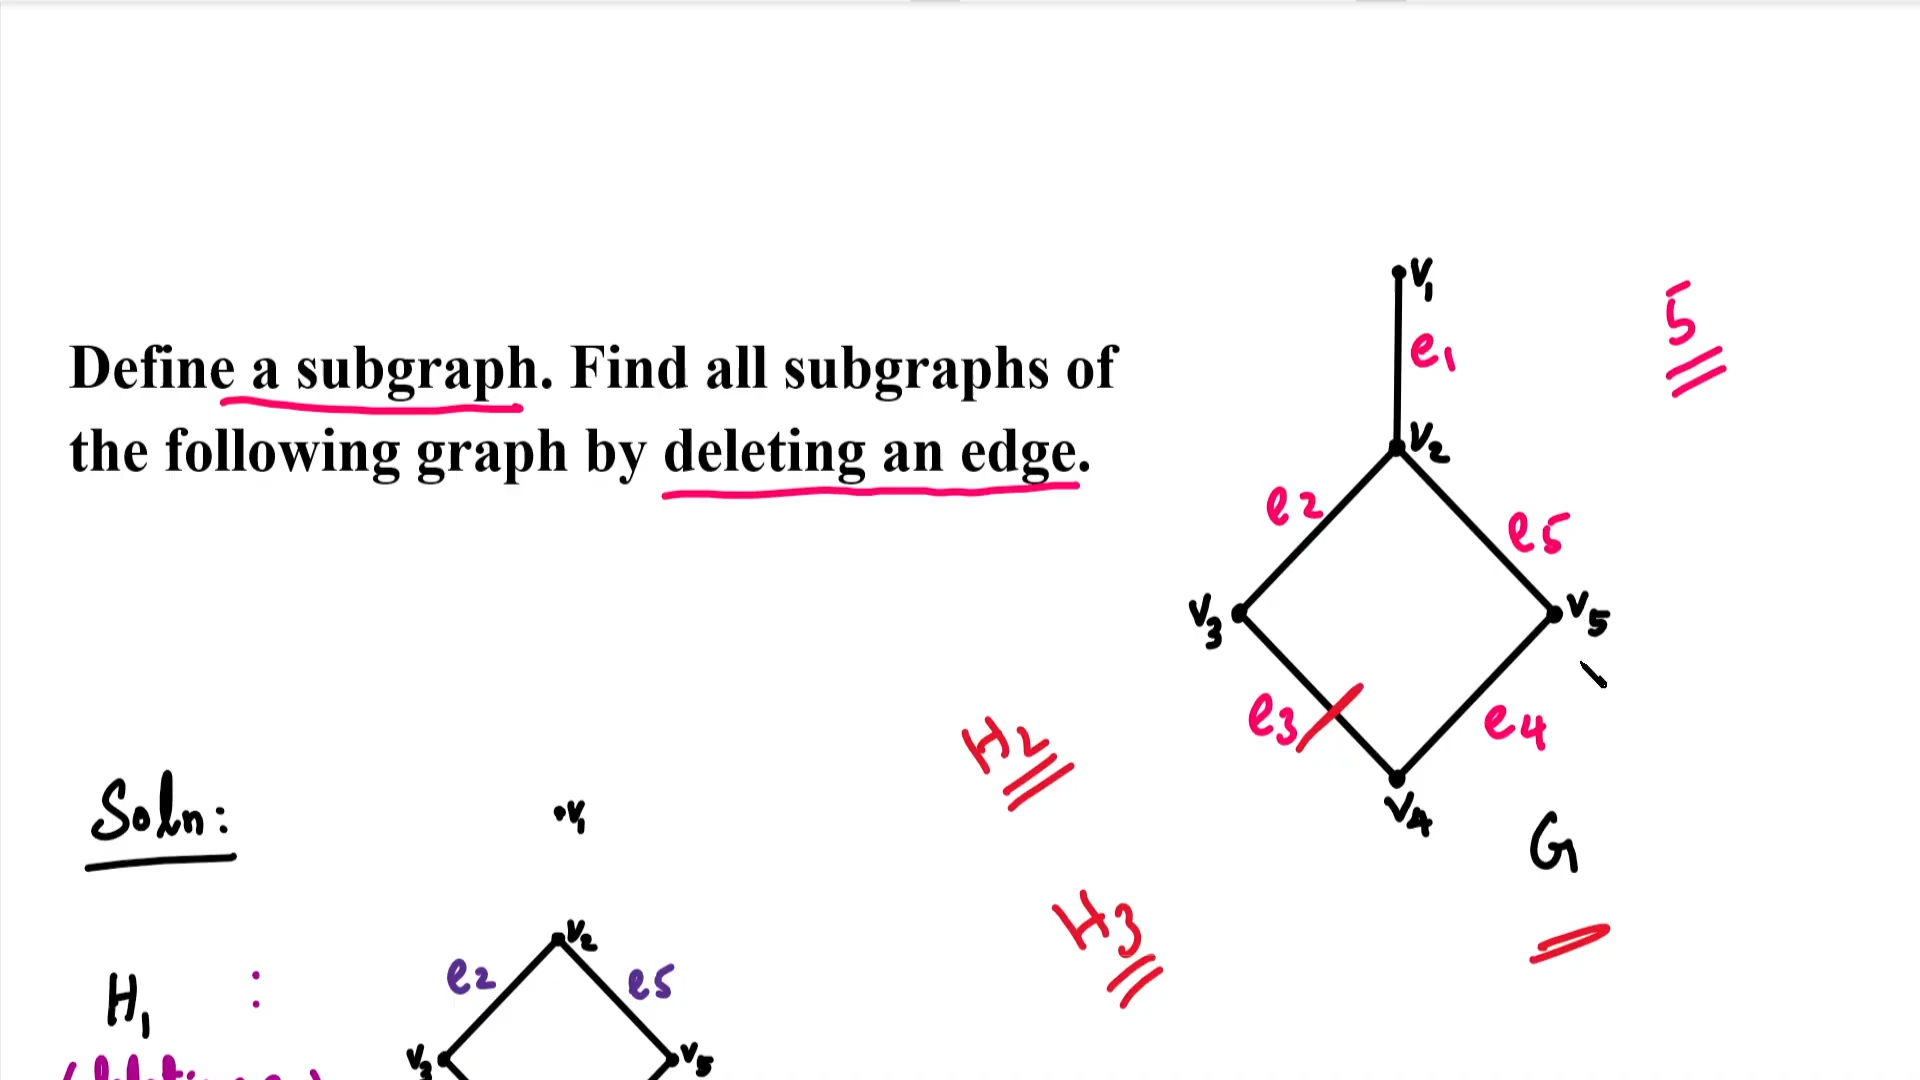 Define a subgraph. Find all subgraphs of
the following graph by deleting an edge.
v1
e1
5
v2
e2
e5
v3
v5
e3
e4
v4
G
H2
H3
Soln:
v1
v2
e2
e5
H1 :
v3
v5